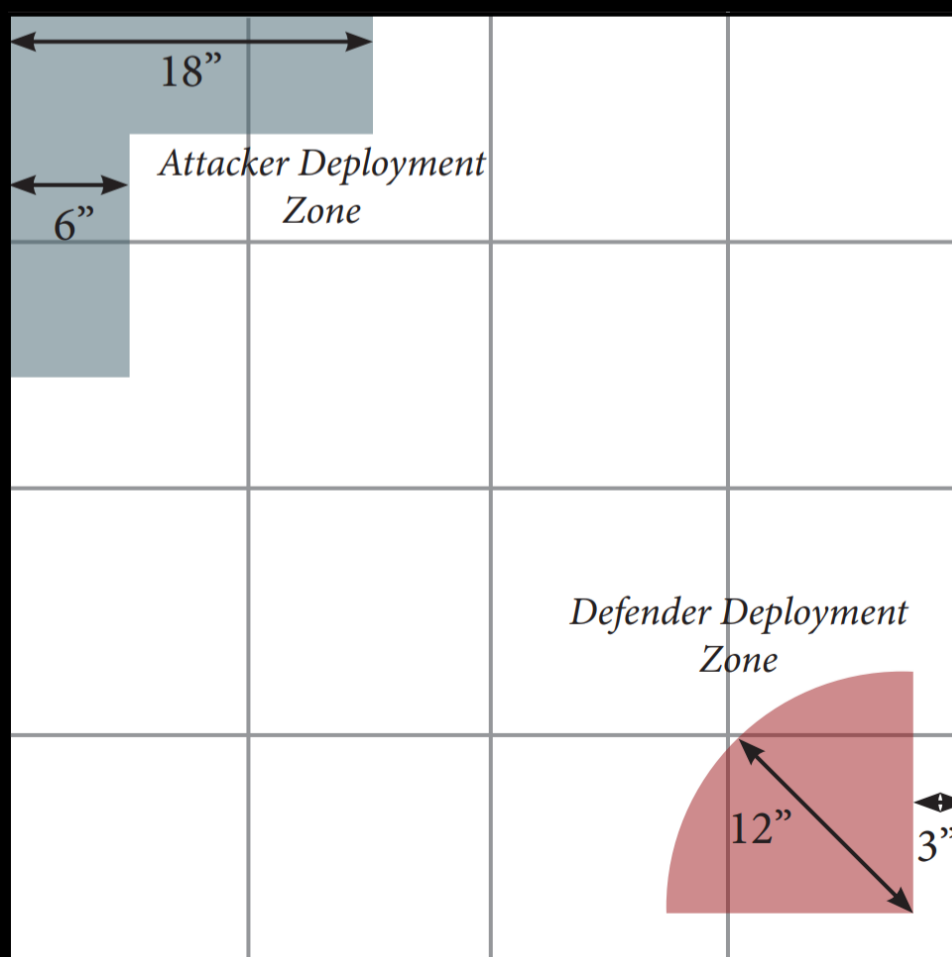 18”
Attacker Deployment
Zone
6”
Defender Deployment
Zone
12”
3”